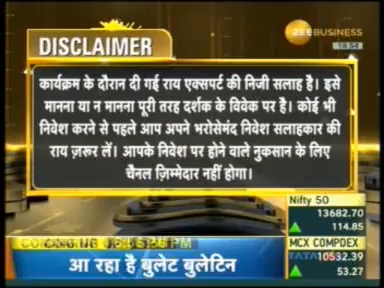 DISCLAIMER
ZEE BUSINESS
18:54
कार्यक्रम के दौरान दी गई राय एक्सपर्ट की निजी सलाह है। इसे
मानना या न मानना पूरी तरह दर्शक के विवेक पर है। कोई भी
निवेश करने से पहले आप अपने भरोसेमंद निवेश सलाहकार की
राय ज़रूर लें। आपके निवेश पर होने वाले नुकसान के लिए
चैनल ज़िम्मेदार नहीं होगा।
Nifty 50
13682.70
114.85
MCX COMPDEX
10532.39
53.27
आ रहा है बुलेट बुलेटिन